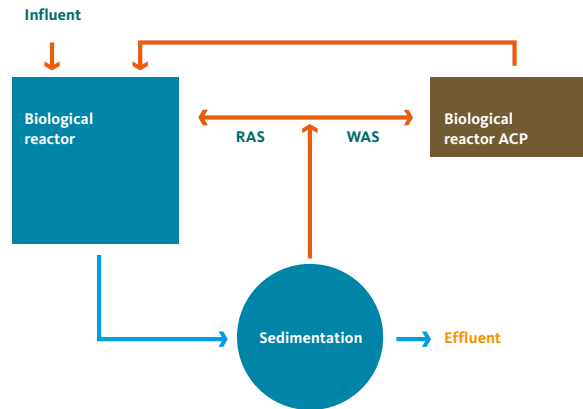 Influent
Biological
reactor
Biological
reactor ACP
RAS
WAS
Sedimentation
Effluent